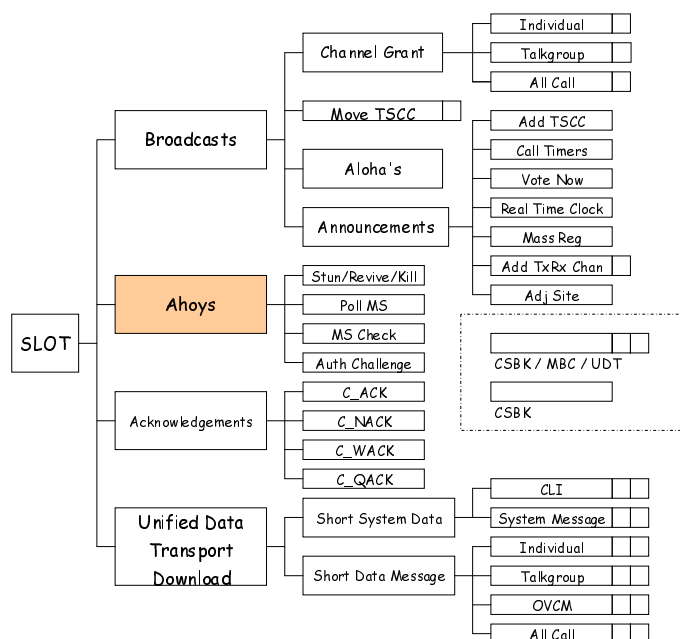 SLOT
Broadcasts
Channel Grant
Individual
Talkgroup
All Call
Move TSCC
Aloha's
Announcements
Add TSCC
Call Timers
Vote Now
Real Time Clock
Mass Reg
Add TxRx Chan
Adj Site
Ahoys
Stun/Revive/Kill
Poll MS
MS Check
Auth Challenge
CSBK / MBC / UDT
CSBK
Acknowledgements
C_ACK
C_NACK
C_WACK
C_QACK
Unified Data
Transport
Download
Short System Data
CLI
System Message
Short Data Message
Individual
Talkgroup
OVCM
All Call